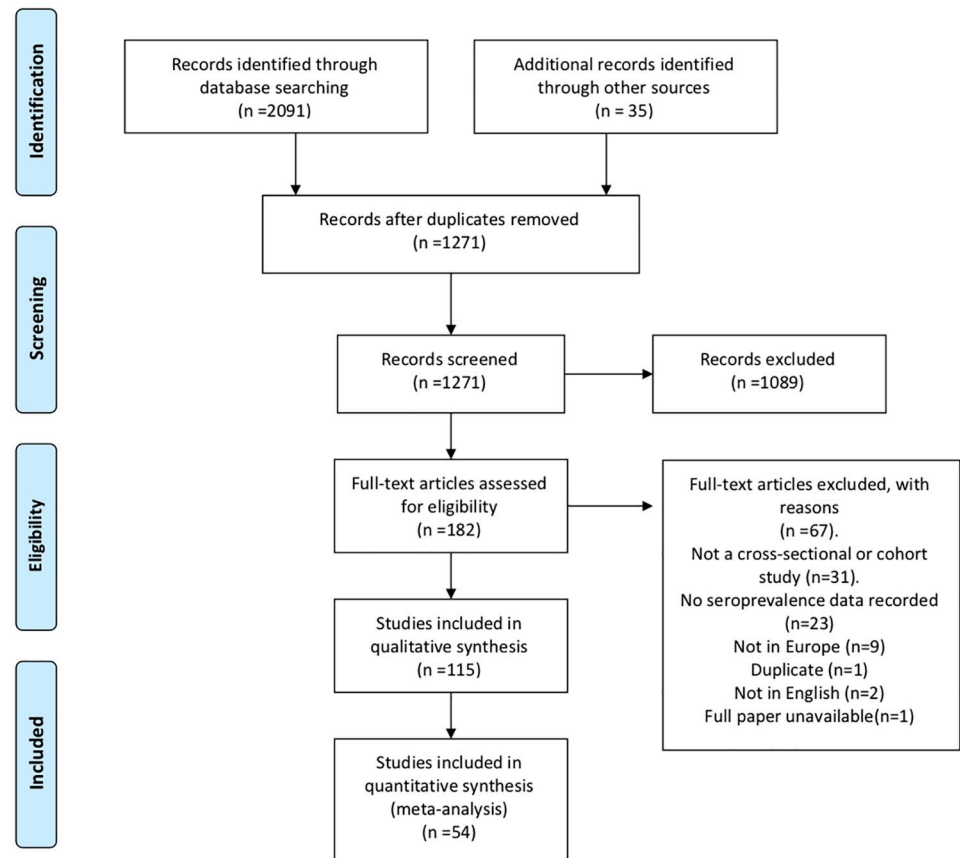 Identification
Records identified through
database searching
(n =2091)
Additional records identified
through other sources
(n = 35)
Records after duplicates removed
(n =1271)
Screening
Records screened
(n =1271)
Records excluded
(n =1089)
Eligibility
Full-text articles assessed
for eligibility
(n =182)
Full-text articles excluded, with
reasons
(n =67).
Not a cross-sectional or cohort
study (n=31).
No seroprevalence data recorded
(n=23)
Not in Europe (n=9)
Duplicate (n=1)
Not in English (n=2)
Full paper unavailable(n=1)
Studies included in
qualitative synthesis
(n =115)
Included
Studies included in
quantitative synthesis
(meta-analysis)
(n =54)